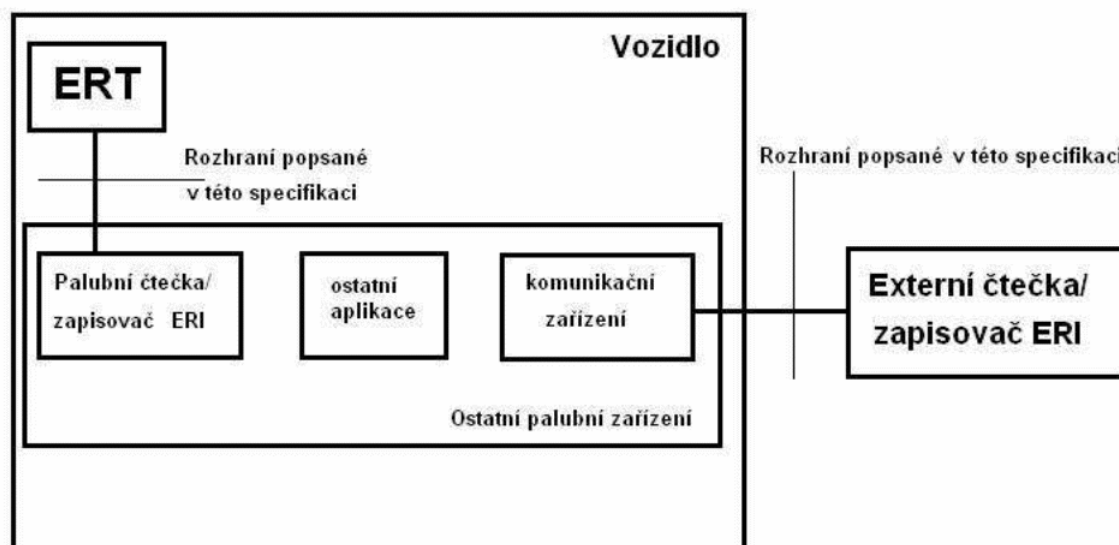 Vozidlo
ERT
Rozhraní popsané
v této specifikaci
Rozhraní popsané v této specifikaci
Palubní čtečka/
zapisovač ERI
ostatní
aplikace
komunikační
zařízení
Externí čtečka/
zapisovač ERI
Ostatní palubní zařízení